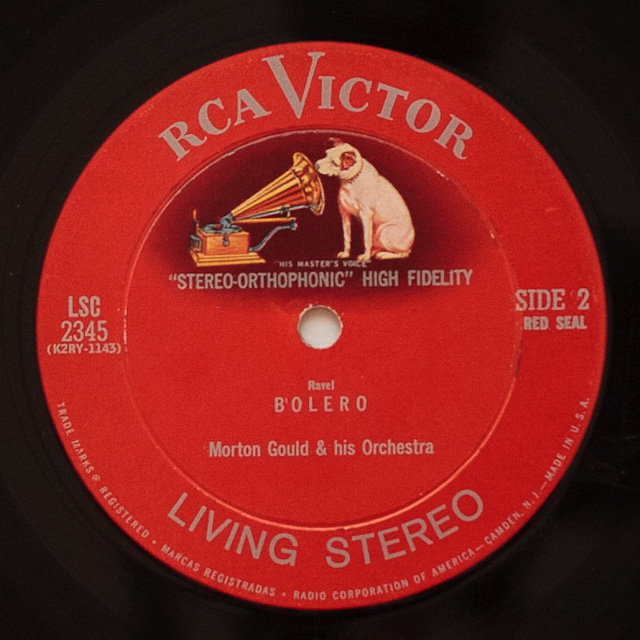 RCA VICTOR
"HIS MASTER'S VOICE"
"STEREO-ORTHOPHONIC" HIGH FIDELITY
LSC
2345
(K2RY-1143)
SIDE 2
RED SEAL
Ravel
BOLERO
Morton Gould & his Orchestra
LIVING STEREO
TRADE MARKS ® REGISTERED • MARCAS REGISTRADAS • RADIO CORPORATION OF AMERICA—CAMDEN, N. J.—MADE IN U. S. A.